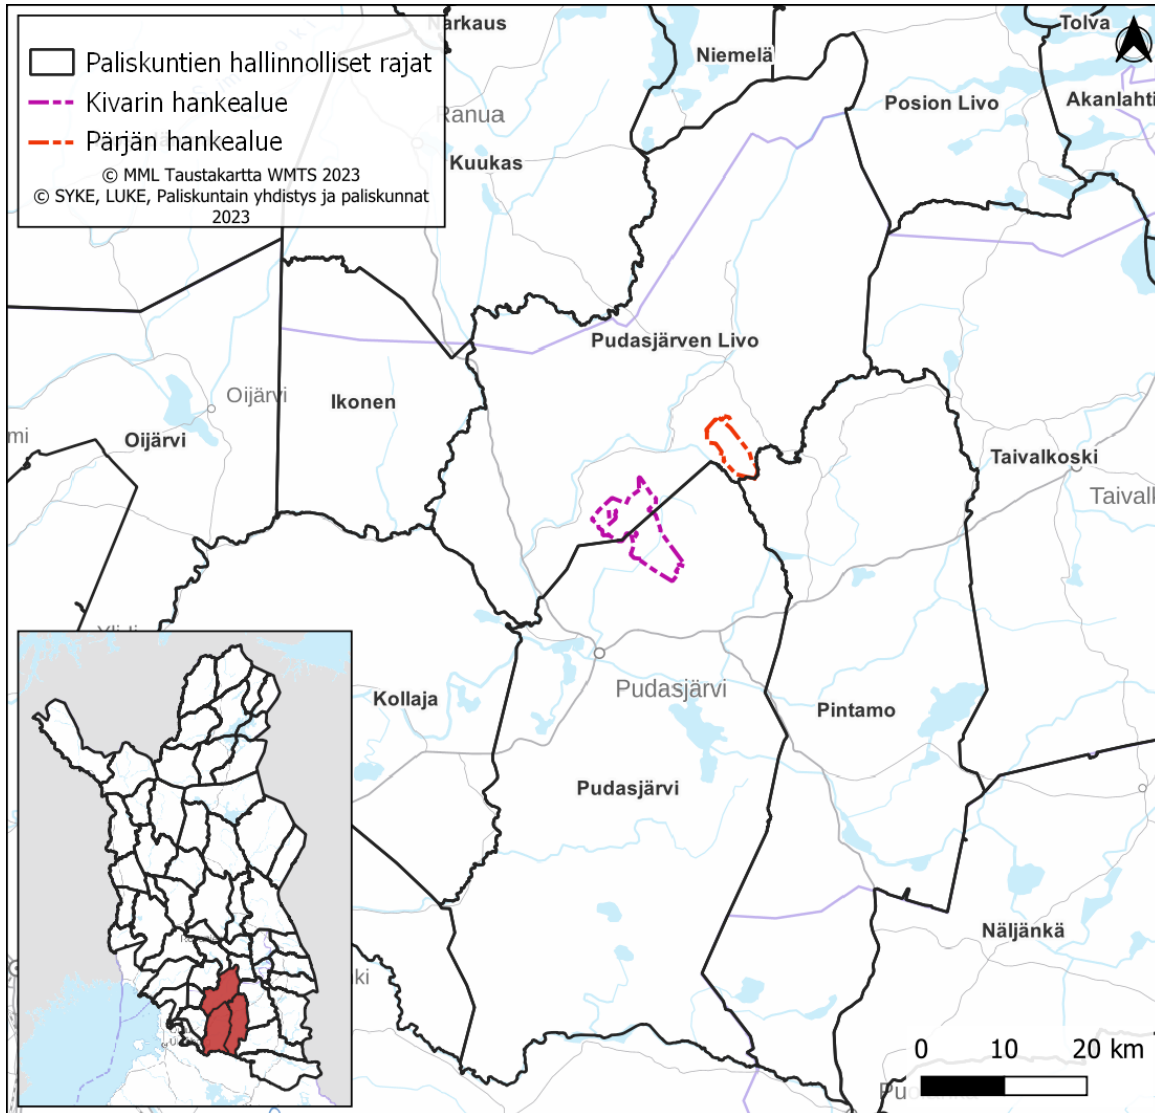 Paliskuntien hallinnolliset rajat
Kivarin hankealue
Pärjän hankealue
© MML Taustakartta WMTS 2023
© SYKE, LUKE, Paliskuntain yhdistys ja paliskunnat
2023
Narkaus
Niemelä
Tolva
Posion Livo
Akanlahti
Ranua
Kuukas
Pudasjärven Livo
Oijärvi
Ikonen
Oijärvi
Taivalkoski
Kollaja
Pudasjärvi
Pintamo
Pudasjärvi
Näljänkä
0 10 20 km